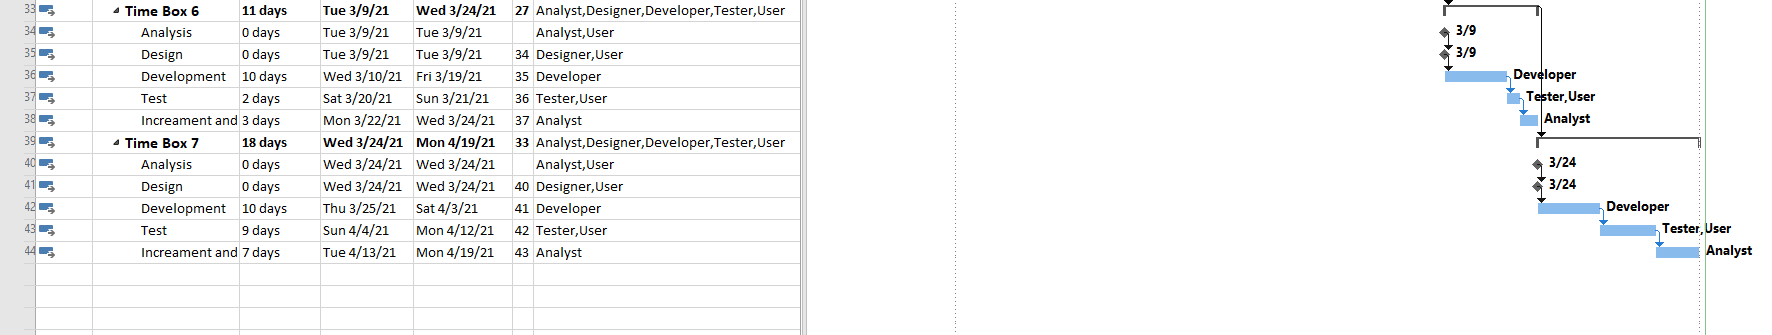 33 Time Box 6 11 days Tue 3/9/21 Wed 3/24/21 27 Analyst,Designer,Developer,Tester,User
34 Analysis 0 days Tue 3/9/21 Tue 3/9/21 Analyst,User 3/9
35 Design 0 days Tue 3/9/21 Tue 3/9/21 34 Designer,User 3/9
36 Development 10 days Wed 3/10/21 Fri 3/19/21 35 Developer Developer
37 Test 2 days Sat 3/20/21 Sun 3/21/21 36 Tester,User Tester,User
38 Increament and 3 days Mon 3/22/21 Wed 3/24/21 37 Analyst Analyst
39 Time Box 7 18 days Wed 3/24/21 Mon 4/19/21 33 Analyst,Designer,Developer,Tester,User
40 Analysis 0 days Wed 3/24/21 Wed 3/24/21 Analyst,User 3/24
41 Design 0 days Wed 3/24/21 Wed 3/24/21 40 Designer,User 3/24
42 Development 10 days Thu 3/25/21 Sat 4/3/21 41 Developer Developer
43 Test 9 days Sun 4/4/21 Mon 4/12/21 42 Tester,User Tester,User
44 Increament and 7 days Tue 4/13/21 Mon 4/19/21 43 Analyst Analyst